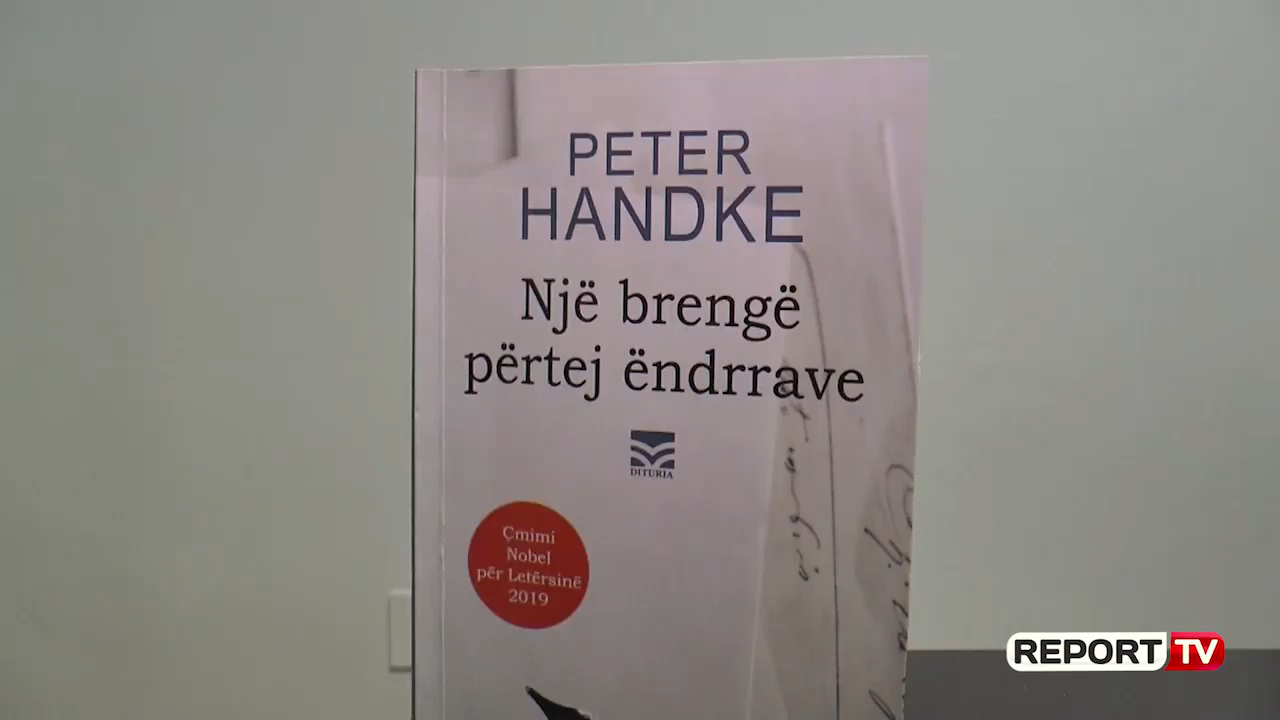 PETER
HANDKE
Një brengë
përtej ëndrrave
DITURIA
Çmimi
Nobel
për Letërsinë
2019
REPORT TV